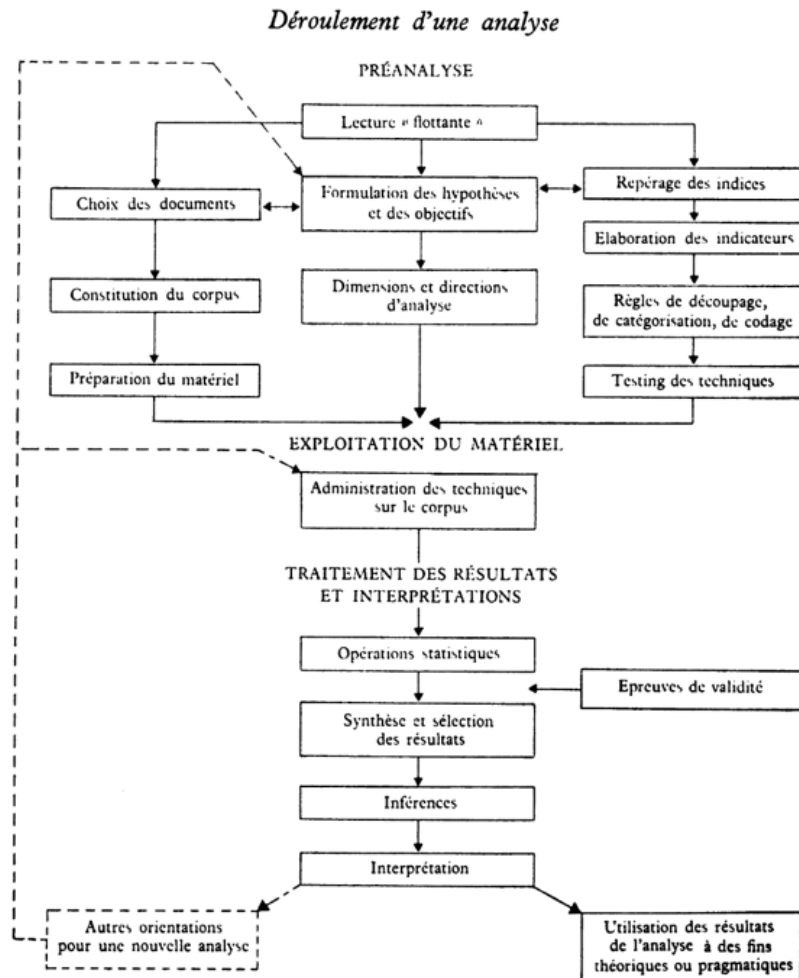 Déroulement d'une analyse
PRÉANALYSE
Lecture « flottante »
Choix des documents
Formulation des hypothèses
et des objectifs
Repérage des indices
Elaboration des indicateurs
Constitution du corpus
Dimensions et directions
d'analyse
Règles de découpage,
de catégorisation, de codage
Préparation du matériel
Testing des techniques
EXPLOITATION DU MATÉRIEL
Administration des techniques
sur le corpus
TRAITEMENT DES RÉSULTATS
ET INTERPRÉTATIONS
Opérations statistiques
Epreuves de validité
Synthèse et sélection
des résultats
Inférences
Interprétation
Autres orientations
pour une nouvelle analyse
Utilisation des résultats
de l'analyse à des fins
théoriques ou pragmatiques